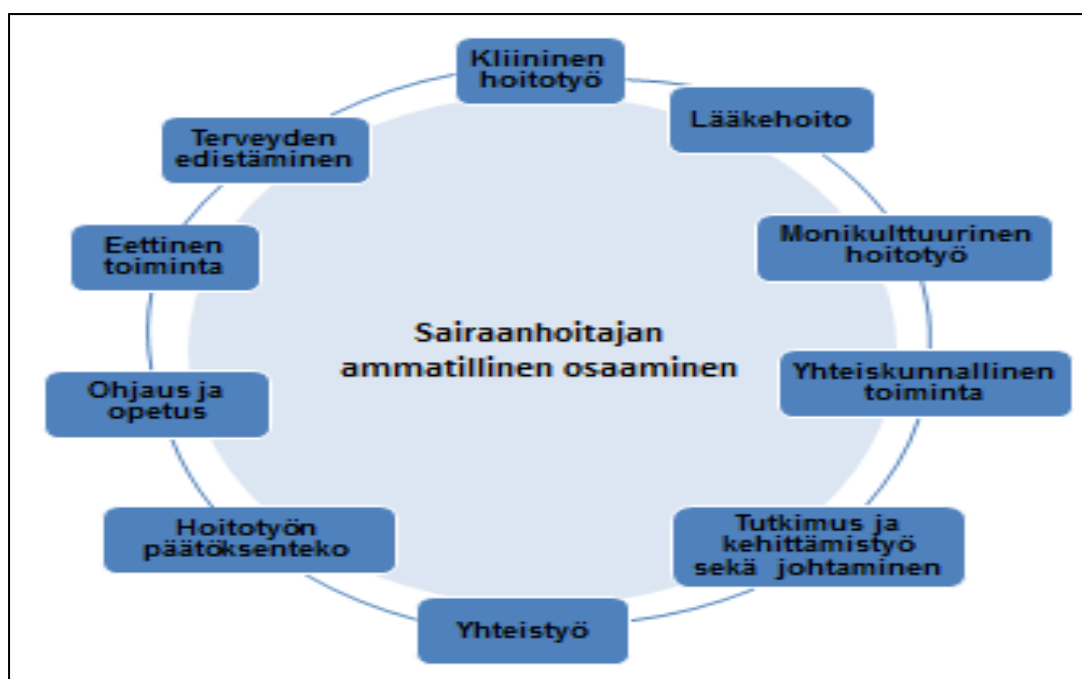 Kliininen
hoitotyö
Lääkehoito
Monikulttuurinen
hoitotyö
Yhteiskunnallinen
toiminta
Tutkimus ja
kehittämistyö
sekä johtaminen
Yhteistyö
Hoitotyön
päätöksenteko
Ohjaus ja
opetus
Eettinen
toiminta
Terveyden
edistäminen
Sairaanhoitajan
ammatillinen osaaminen